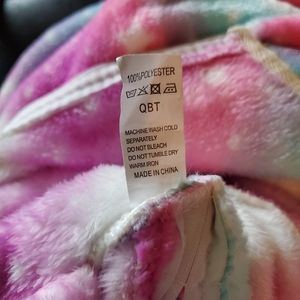 100%POLYESTER
QBT
MACHINE WASH COLD
SEPARATELY
DO NOT BLEACH
DO NOT TUMBLE DRY
WARM IRON
MADE IN CHINA